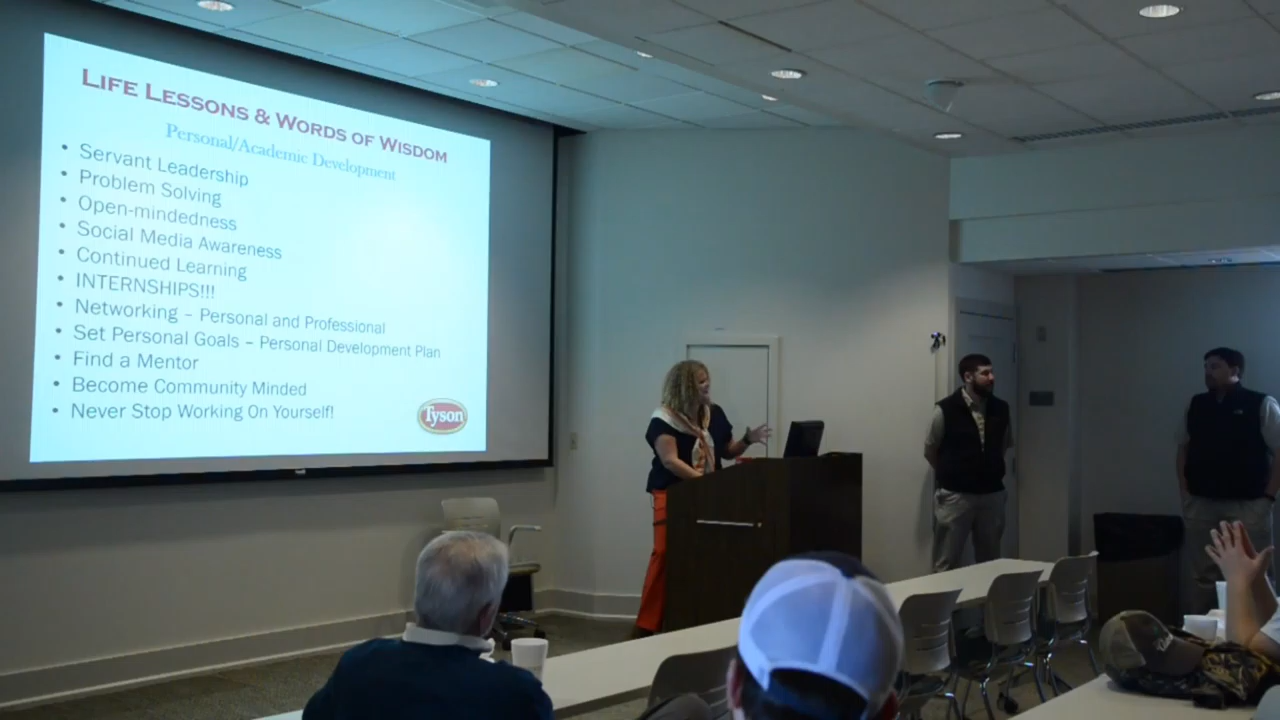 LIFE LESSONS & WORDS OF WISDOM
Personal/Academic Development
• Servant Leadership
• Problem Solving
• Open-mindedness
• Social Media Awareness
• Continued Learning
• INTERNSHIPS!!!
• Networking – Personal and Professional
• Set Personal Goals – Personal Development Plan
• Find a Mentor
• Become Community Minded
• Never Stop Working On Yourself!
Tyson